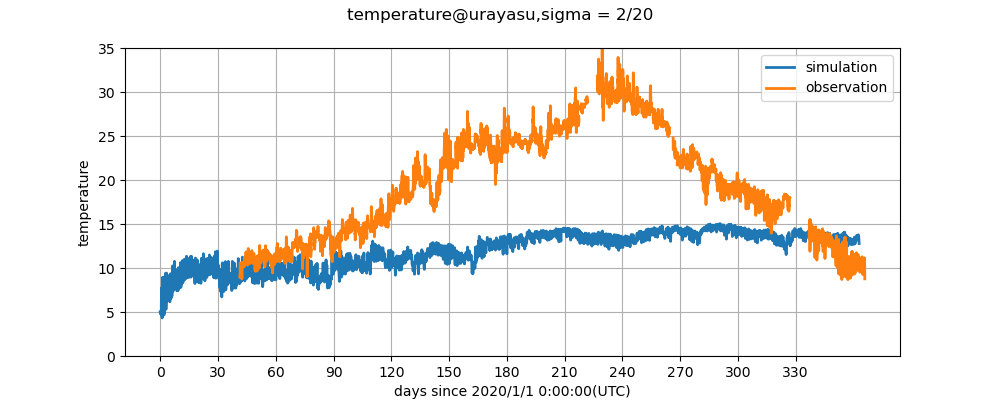 temperature@urayasu,sigma = 2/20
simulation
observation
temperature
35
30
25
20
15
10
5
0
0 30 60 90 120 150 180 210 240 270 300 330
days since 2020/1/1 0:00:00(UTC)